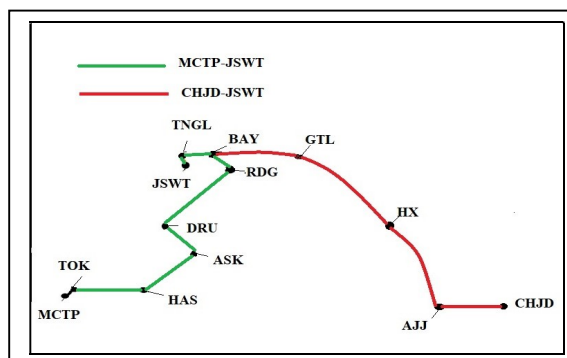 MCTP-JSWT
CHJD-JSWT
TNGL
BAY
GTL
JSWT
RDG
HX
DRU
ASK
TOK
HAS
MCTP
CHJD
AJJ